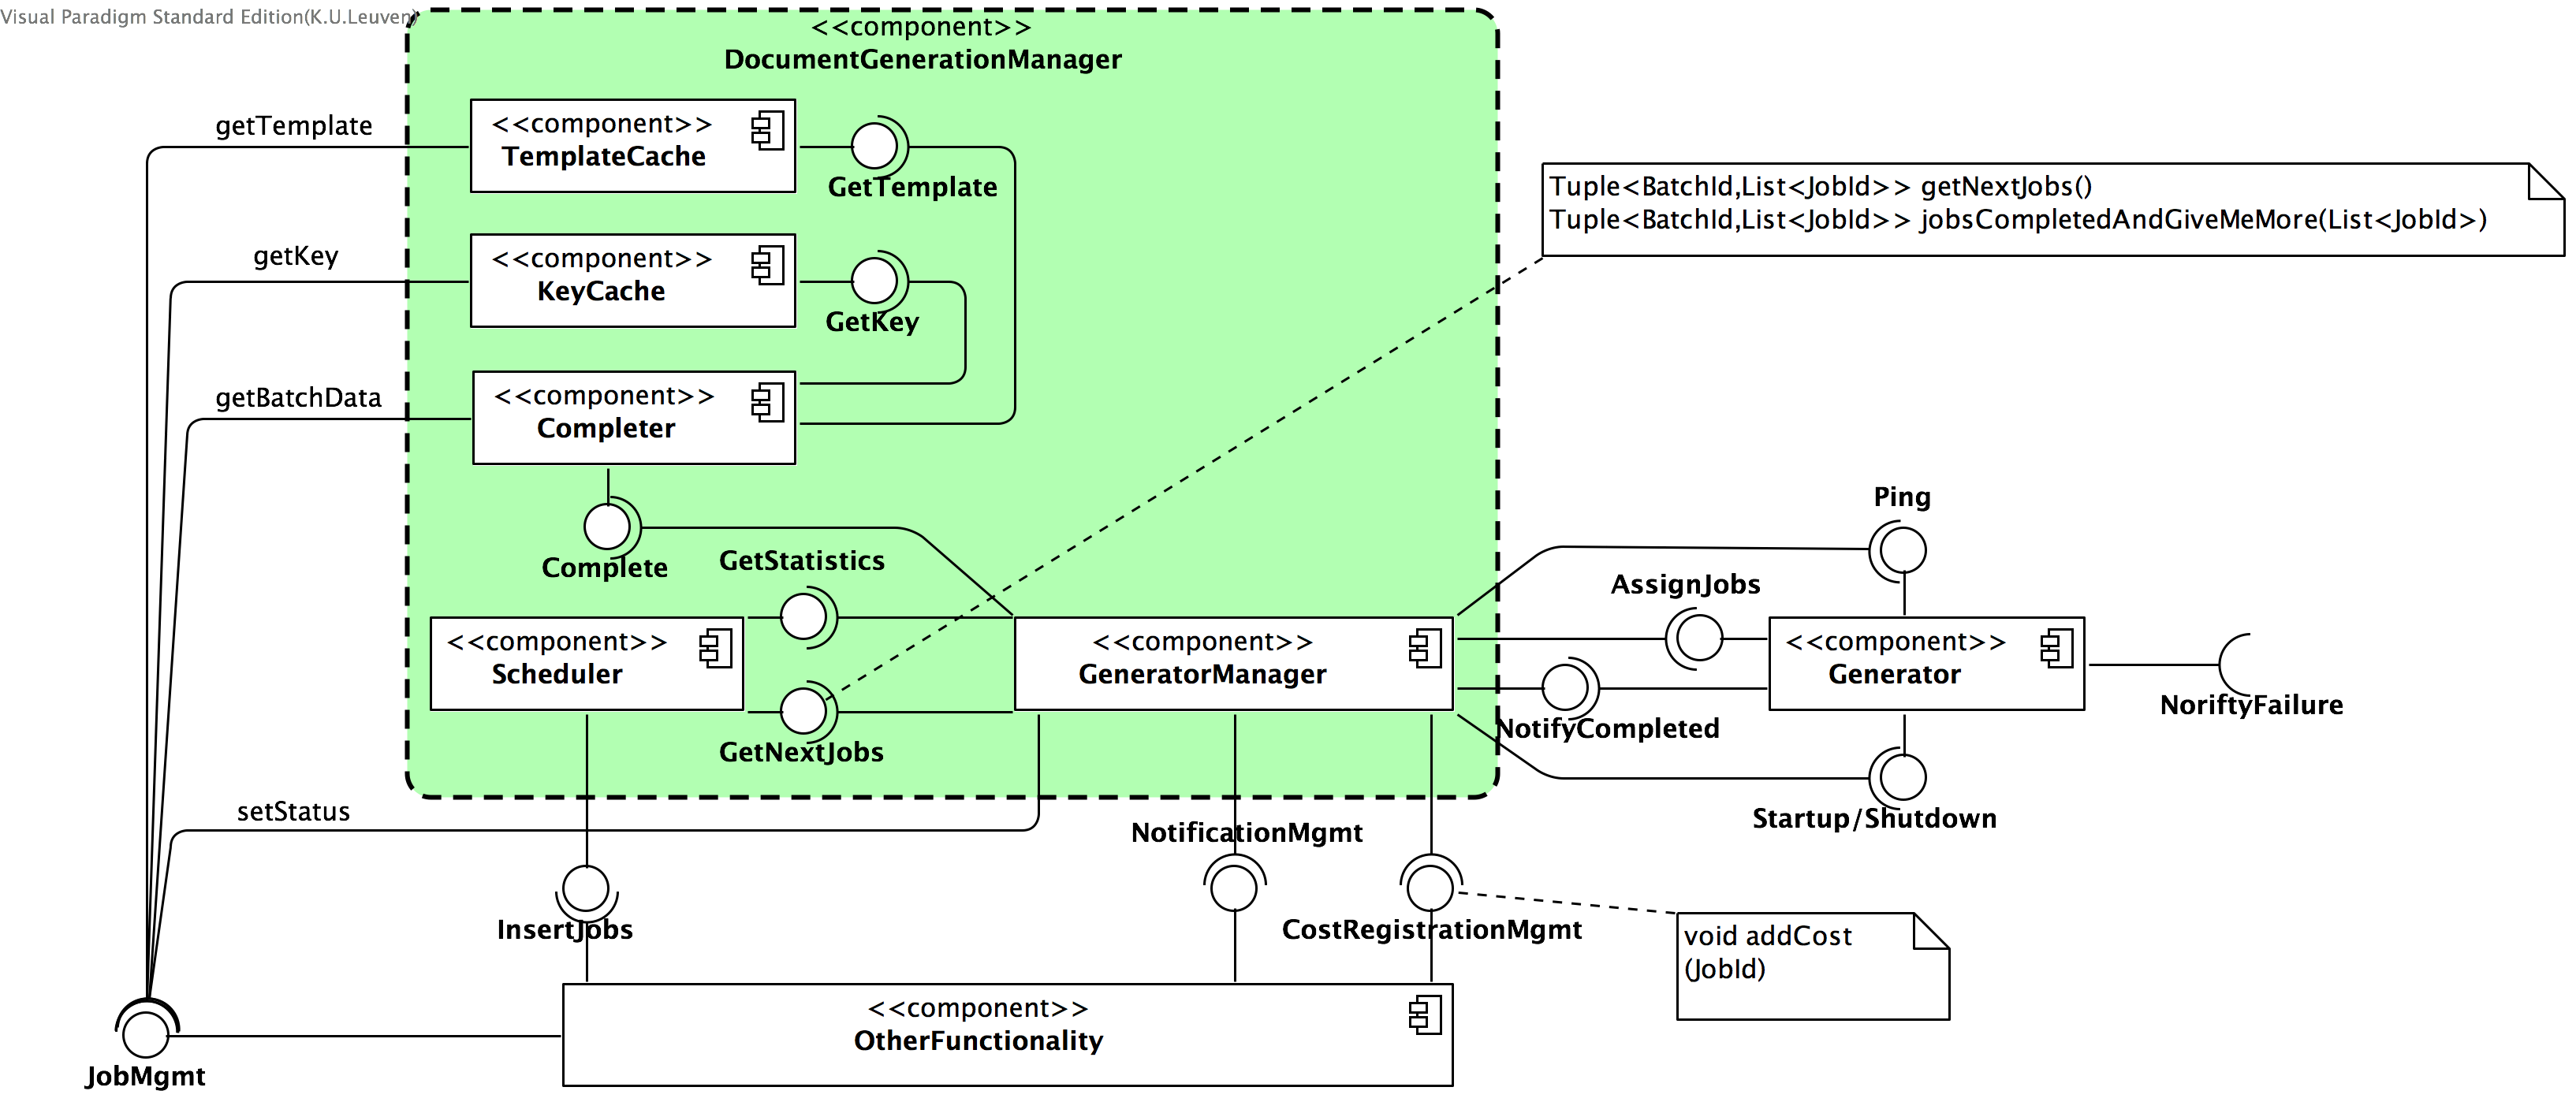 Visual Paradigm Standard Edition(K.U.Leuven)
<<component>>
DocumentGenerationManager
getTemplate
<<component>>
TemplateCache
GetTemplate
Tuple<BatchId,List<JobId>> getNextJobs()
Tuple<BatchId,List<JobId>> jobsCompletedAndGiveMeMore(List<JobId>)
getKey
<<component>>
KeyCache
GetKey
getBatchData
<<component>>
Completer
Complete
GetStatistics
Ping
AssignJobs
<<component>>
Scheduler
<<component>>
GeneratorManager
<<component>>
Generator
NoriftyFailure
GetNextJobs
NotifyCompleted
Startup/Shutdown
setStatus
NotificationMgmt
InsertJobs
CostRegistrationMgmt
void addCost
(JobId)
<<component>>
OtherFunctionality
JobMgmt